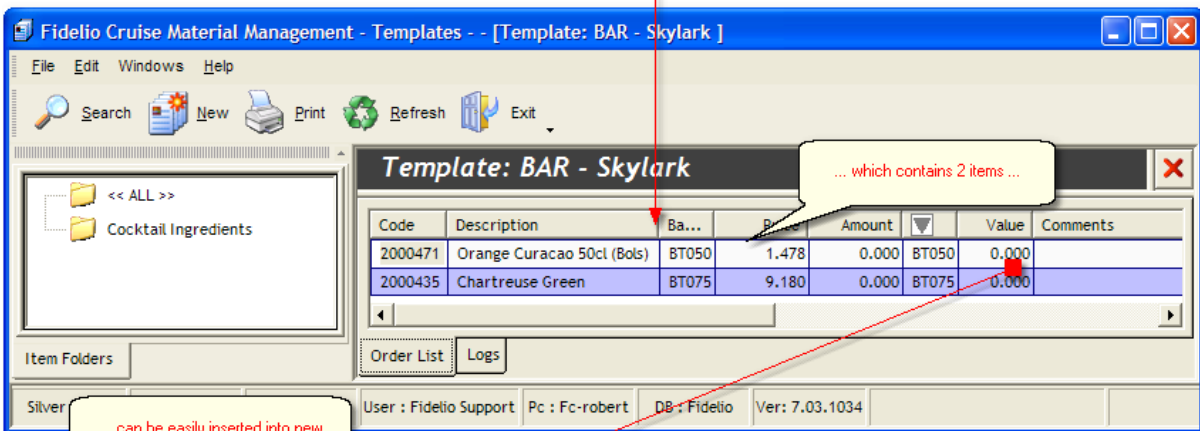 Fidelio Cruise Material Management - Templates - - [Template: BAR - Skylark ]
File Edit Windows Help
Search New Print Refresh Exit
Template: BAR - Skylark
... which contains 2 items ...
<< ALL >>
Cocktail Ingredients
Code Description Ba... Amount Value Comments
2000471 Orange Curacao 50cl (Bols) BT050 1.478 0.000 BT050 0.000
2000435 Chartreuse Green BT075 9.180 0.000 BT075 0.000
Item Folders
Order List Logs
Silver User : Fidelio Support Pc : Fc-robert DB : Fidelio Ver: 7.03.1034
can be easily inserted into new